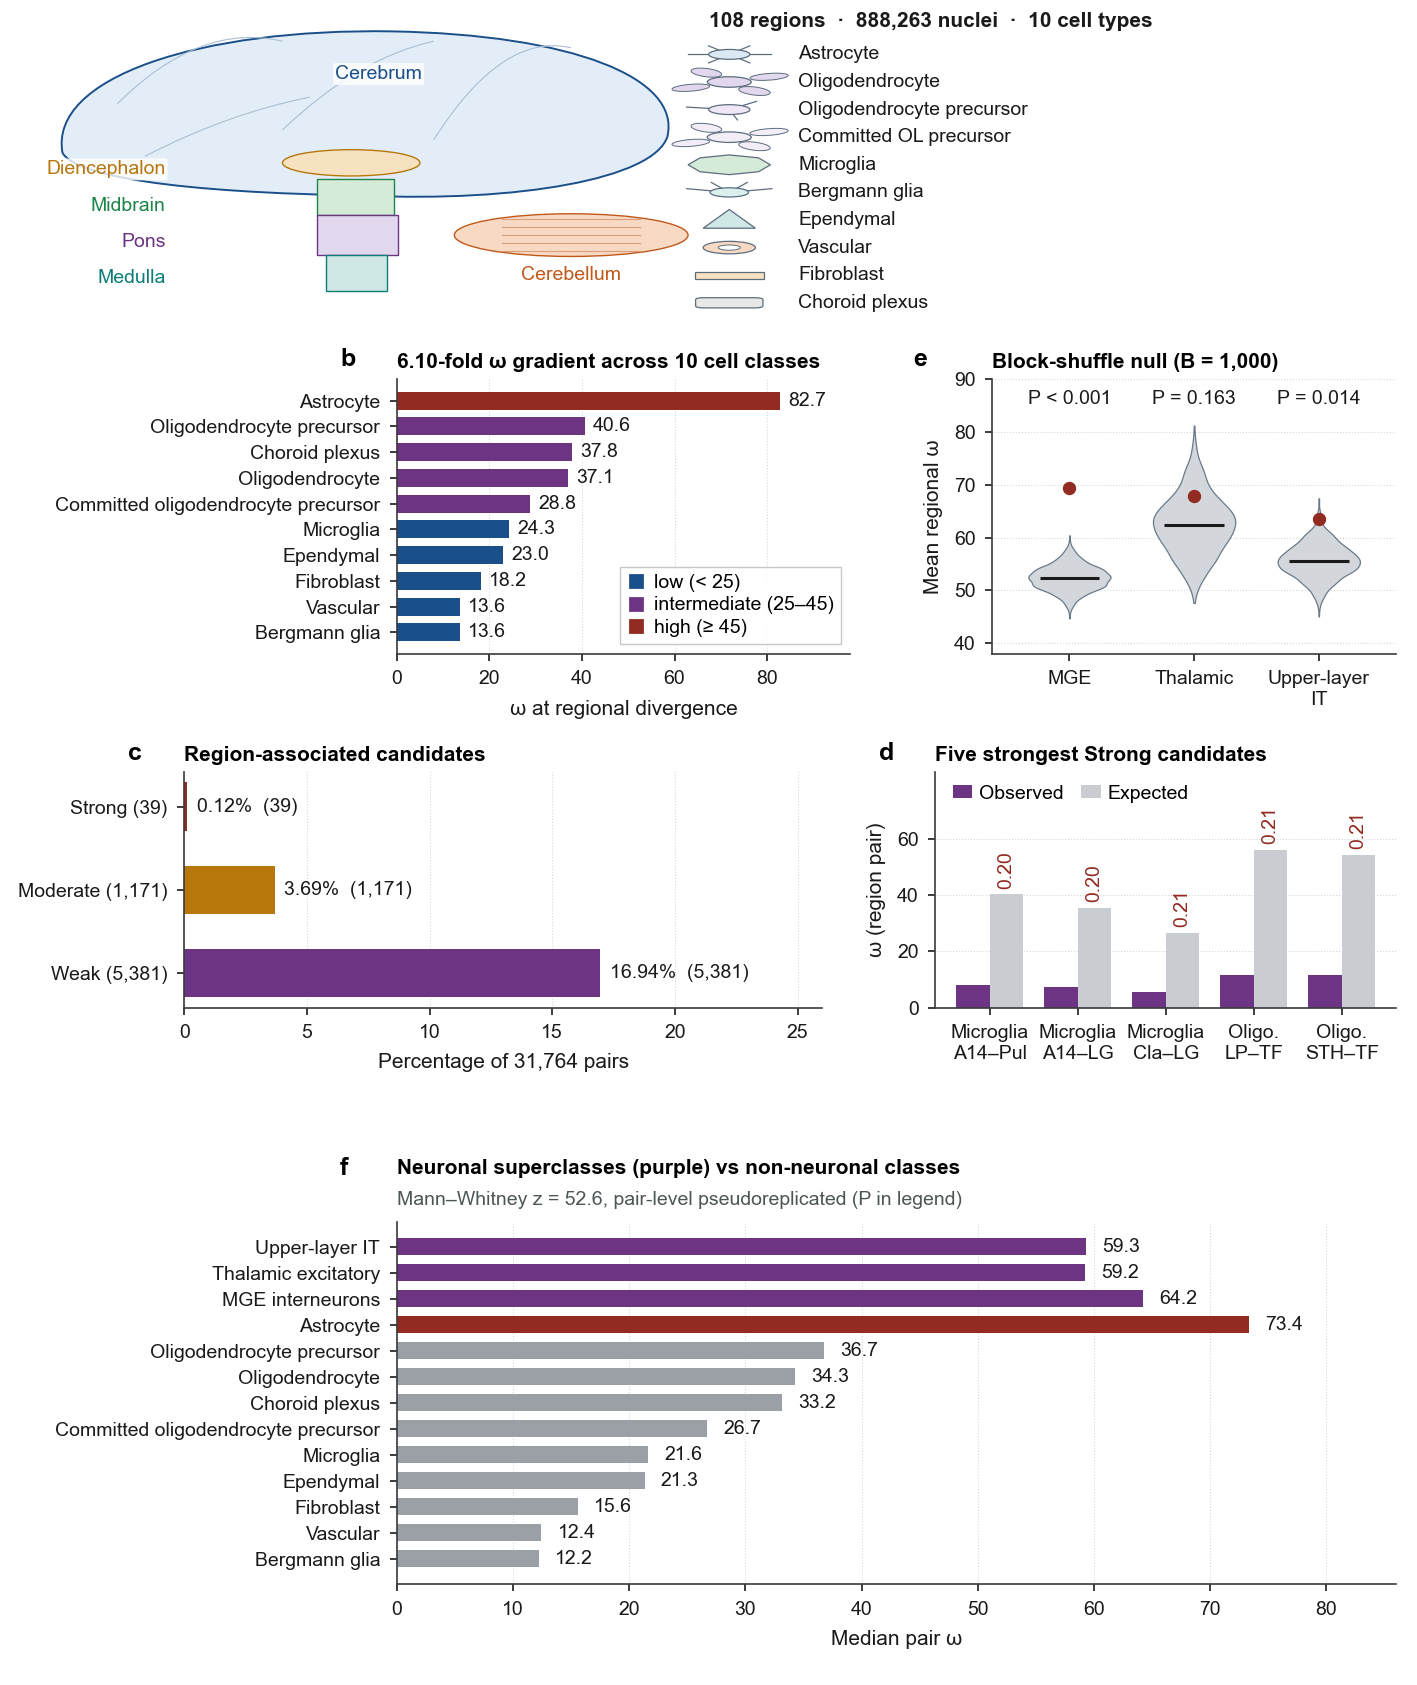 108 regions · 888,263 nuclei · 10 cell types
Cerebrum
Diencephalon
Midbrain
Pons
Medulla
Cerebellum
Astrocyte
Oligodendrocyte
Oligodendrocyte precursor
Committed OL precursor
Microglia
Bergmann glia
Ependymal
Vascular
Fibroblast
Choroid plexus
b 6.10-fold ω gradient across 10 cell classes
Astrocyte 82.7
Oligodendrocyte precursor 40.6
Choroid plexus 37.8
Oligodendrocyte 37.1
Committed oligodendrocyte precursor 28.8
Microglia 24.3
Ependymal 23.0
Fibroblast 18.2
Vascular 13.6
Bergmann glia 13.6
low (< 25)
intermediate (25–45)
high (≥ 45)
0 20 40 60 80
ω at regional divergence
e Block-shuffle null (B = 1,000)
P < 0.001 P = 0.163 P = 0.014
90
80
70
60
50
40
Mean regional ω
MGE Thalamic Upper-layer
IT
c Region-associated candidates
Strong (39) 0.12% (39)
Moderate (1,171) 3.69% (1,171)
Weak (5,381) 16.94% (5,381)
0 5 10 15 20 25
Percentage of 31,764 pairs
d Five strongest Strong candidates
Observed Expected
0.20 0.20 0.21 0.21 0.21
60
40
20
0
ω (region pair)
Microglia Microglia Microglia Oligo. Oligo.
A14–Pul A14–LG Cla–LG LP–TF STH–TF
f Neuronal superclasses (purple) vs non-neuronal classes
Mann–Whitney z = 52.6, pair-level pseudoreplicated (P in legend)
Upper-layer IT 59.3
Thalamic excitatory 59.2
MGE interneurons 64.2
Astrocyte 73.4
Oligodendrocyte precursor 36.7
Oligodendrocyte 34.3
Choroid plexus 33.2
Committed oligodendrocyte precursor 26.7
Microglia 21.6
Ependymal 21.3
Fibroblast 15.6
Vascular 12.4
Bergmann glia 12.2
0 10 20 30 40 50 60 70 80
Median pair ω